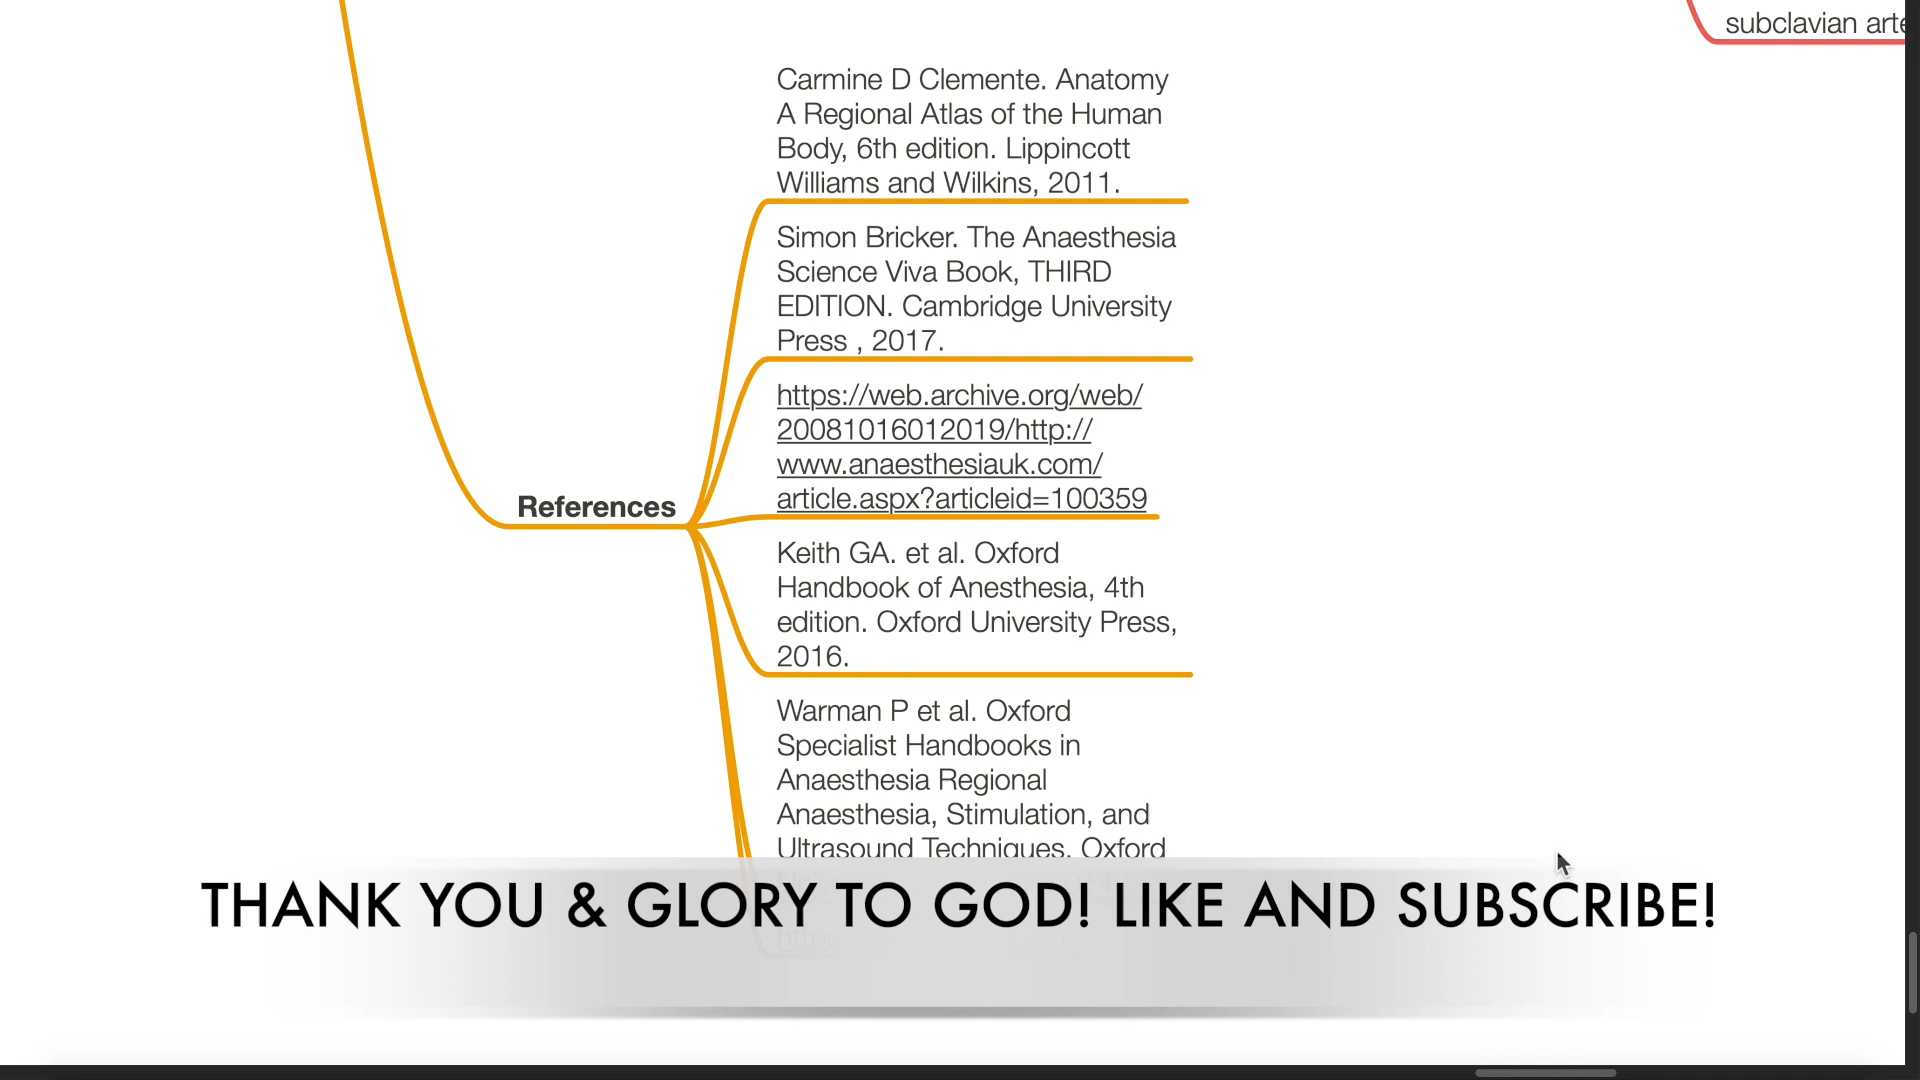 subclavian arte
Carmine D Clemente. Anatomy
A Regional Atlas of the Human
Body, 6th edition. Lippincott
Williams and Wilkins, 2011.
Simon Bricker. The Anaesthesia
Science Viva Book, THIRD
EDITION. Cambridge University
Press , 2017.
https://web.archive.org/web/
20081016012019/http://
www.anaesthesiauk.com/
article.aspx?articleid=100359
References
Keith GA. et al. Oxford
Handbook of Anesthesia, 4th
edition. Oxford University Press,
2016.
Warman P et al. Oxford
Specialist Handbooks in
Anaesthesia Regional
Anaesthesia, Stimulation, and
Ultrasound Techniques. Oxford
THANK YOU & GLORY TO GOD! LIKE AND SUBSCRIBE!